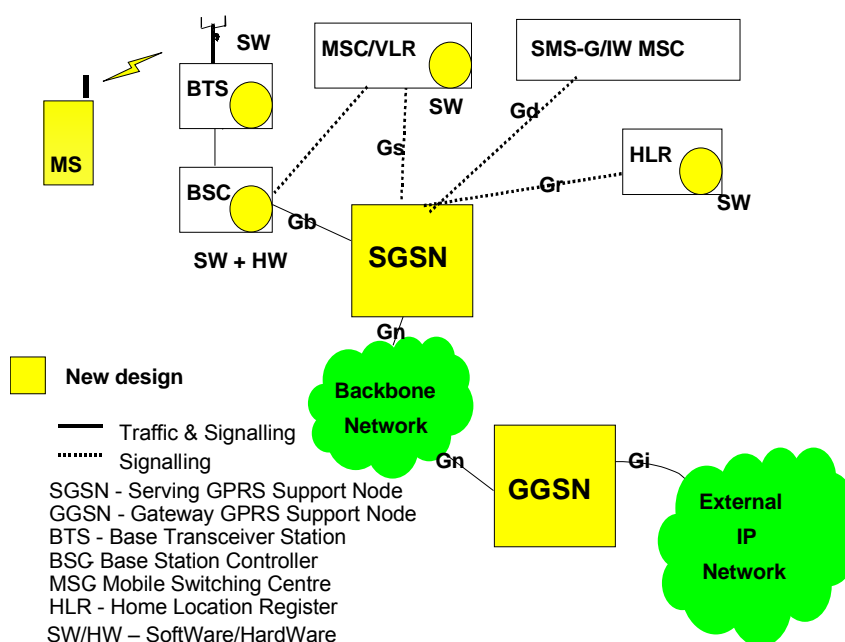 SW
MSC/VLR
SMS-G/IW MSC
BTS
SW
Gd
MS
Gs
HLR
BSC
Gr
SW
Gb
SGSN
SW + HW
Gn
New design
Backbone
Network
Traffic & Signalling
Signalling
Gn
GGSN
Gi
External
IP
Network
SGSN - Serving GPRS Support Node
GGSN - Gateway GPRS Support Node
BTS - Base Transceiver Station
BSC Base Station Controller
MSG Mobile Switching Centre
HLR - Home Location Register
SW/HW – SoftWare/HardWare